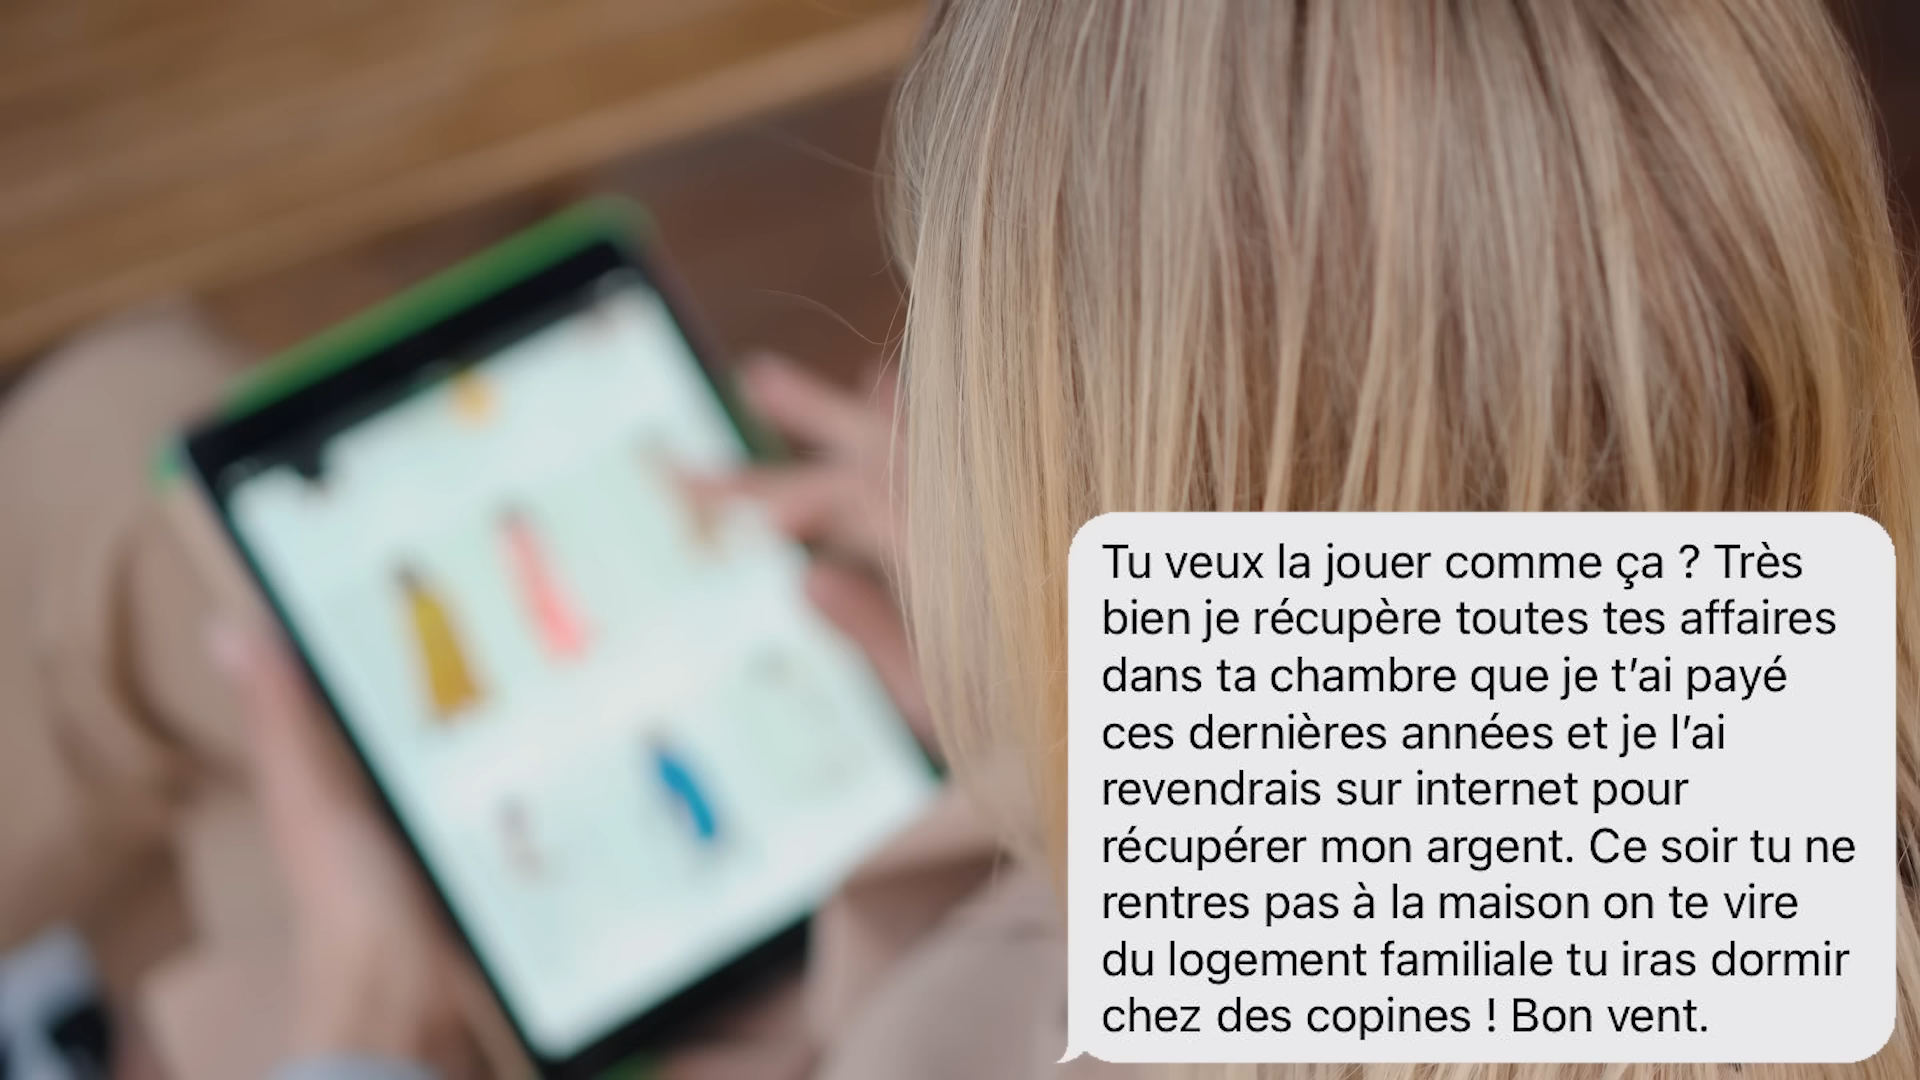 Tu veux la jouer comme ça ? Très
bien je récupère toutes tes affaires
dans ta chambre que je t’ai payé
ces dernières années et je l’ai
revendrais sur internet pour
récupérer mon argent. Ce soir tu ne
rentres pas à la maison on te vire
du logement familiale tu iras dormir
chez des copines ! Bon vent.